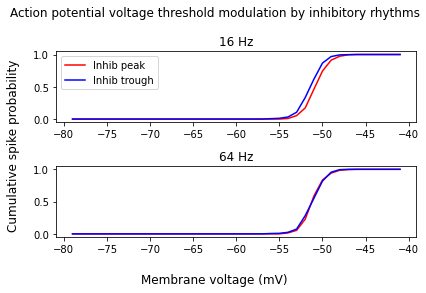 Action potential voltage threshold modulation by inhibitory rhythms
16 Hz
1.0
0.5
0.0
Inhib peak
Inhib trough
−80 −75 −70 −65 −60 −55 −50 −45 −40
Cumulative spike probability
64 Hz
1.0
0.5
0.0
−80 −75 −70 −65 −60 −55 −50 −45 −40
Membrane voltage (mV)